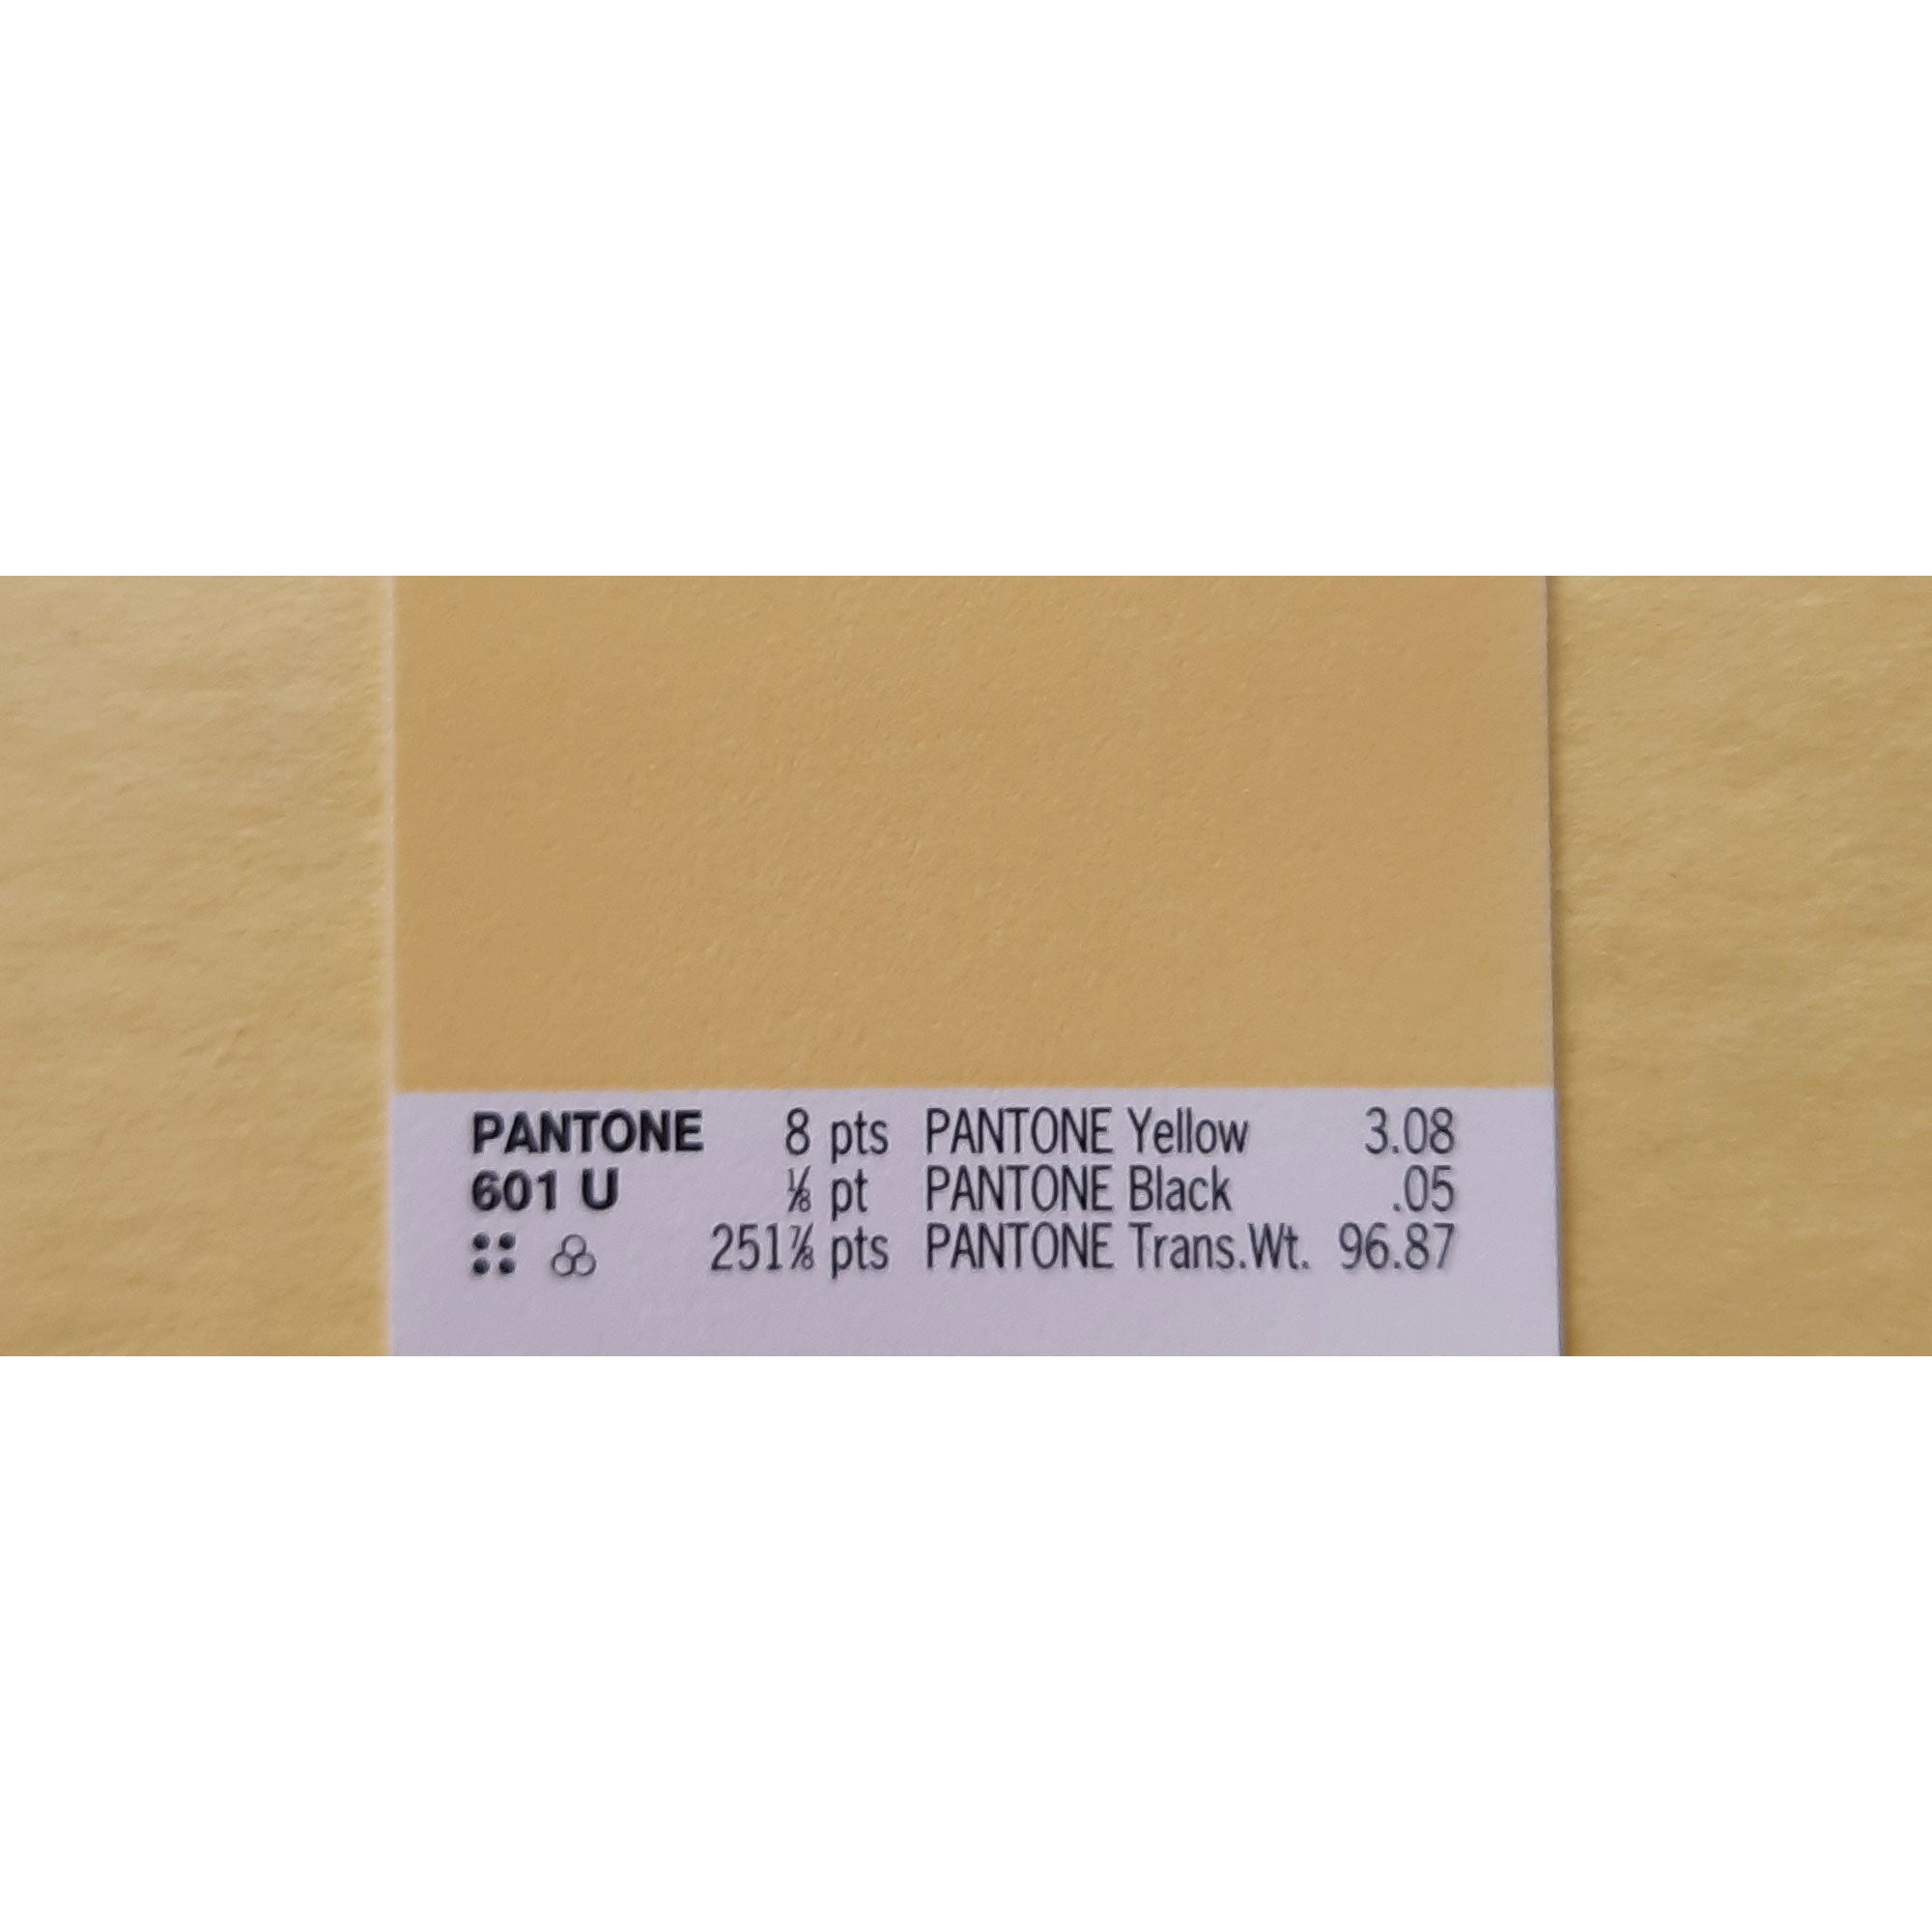 PANTONE 8 pts PANTONE Yellow 3.08
601 U ⅛ pt PANTONE Black .05
251⅞ pts PANTONE Trans.Wt. 96.87